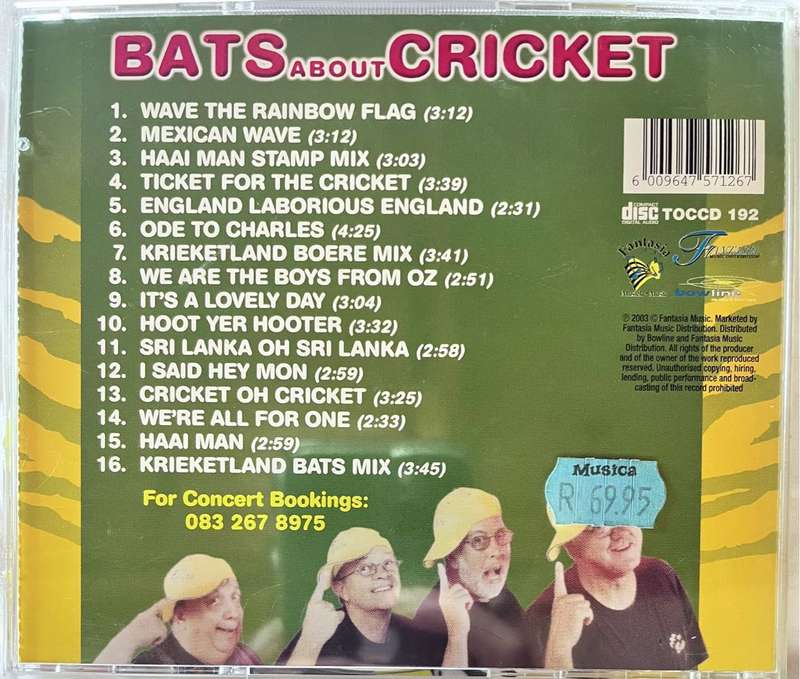 BATS ABOUT CRICKET
1. WAVE THE RAINBOW FLAG (3:12)
2. MEXICAN WAVE (3:12)
3. HAAI MAN STAMP MIX (3:03)
4. TICKET FOR THE CRICKET (3:39)
5. ENGLAND LABORIOUS ENGLAND (2:31)
6. ODE TO CHARLES (4:25)
7. KRIEKETLAND BOERE MIX (3:41)
8. WE ARE THE BOYS FROM OZ (2:51)
9. IT'S A LOVELY DAY (3:04)
10. HOOT YER HOOTER (3:32)
11. SRI LANKA OH SRI LANKA (2:58)
12. I SAID HEY MON (2:59)
13. CRICKET OH CRICKET (3:25)
14. WE'RE ALL FOR ONE (2:33)
15. HAAI MAN (2:59)
16. KRIEKETLAND BATS MIX (3:45)
For Concert Bookings:
083 267 8975
6 009647 571267
COMPACT
disc
DIGITAL AUDIO
TOCCD 192
Fantasia
bowline
℗ 2003 © Fantasia Music. Marketed by
Fantasia Music Distribution. Distributed
by Bowline and Fantasia Music
Distribution. All rights of the producer
and of the owner of the work reproduced
reserved. Unauthorised copying, hiring,
lending, public performance and broad-
casting of this record prohibited
Musica
R 69.95